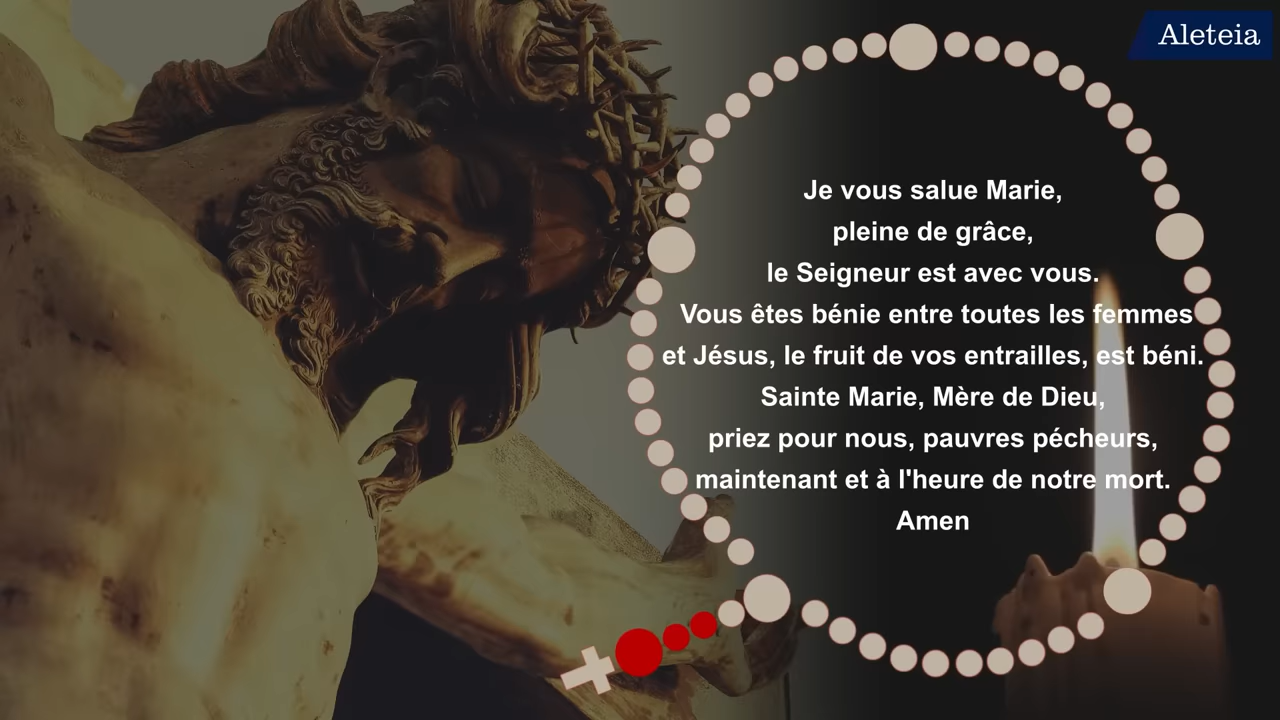 Aleteia
Je vous salue Marie,
pleine de grâce,
le Seigneur est avec vous.
Vous êtes bénie entre toutes les femmes
et Jésus, le fruit de vos entrailles, est béni.
Sainte Marie, Mère de Dieu,
priez pour nous, pauvres pécheurs,
maintenant et à l'heure de notre mort.
Amen